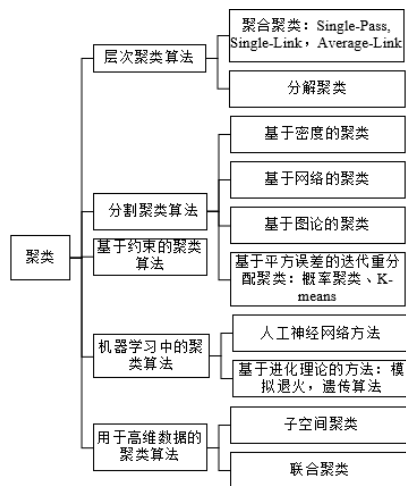 聚合聚类：Single-Pass,
Single-Link，Average-Link
层次聚类算法
分解聚类
基于密度的聚类
基于网络的聚类
分割聚类算法
基于图论的聚类
聚类
基于约束的聚类
算法
基于平方误差的迭代重分
配聚类：概率聚类、K-
means
机器学习中的聚
类算法
人工神经网络方法
基于进化理论的方法：模
拟退火，遗传算法
用于高维数据的
聚类算法
子空间聚类
联合聚类